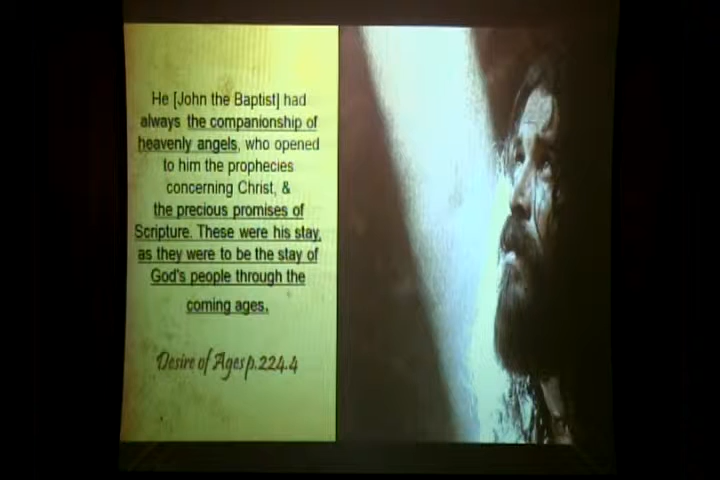 He [John the Baptist] had
always the companionship of
heavenly angels, who opened
to him the prophecies
concerning Christ, &
the precious promises of
Scripture. These were his stay,
as they were to be the stay of
God's people through the
coming ages.
Desire of Ages p.224.4